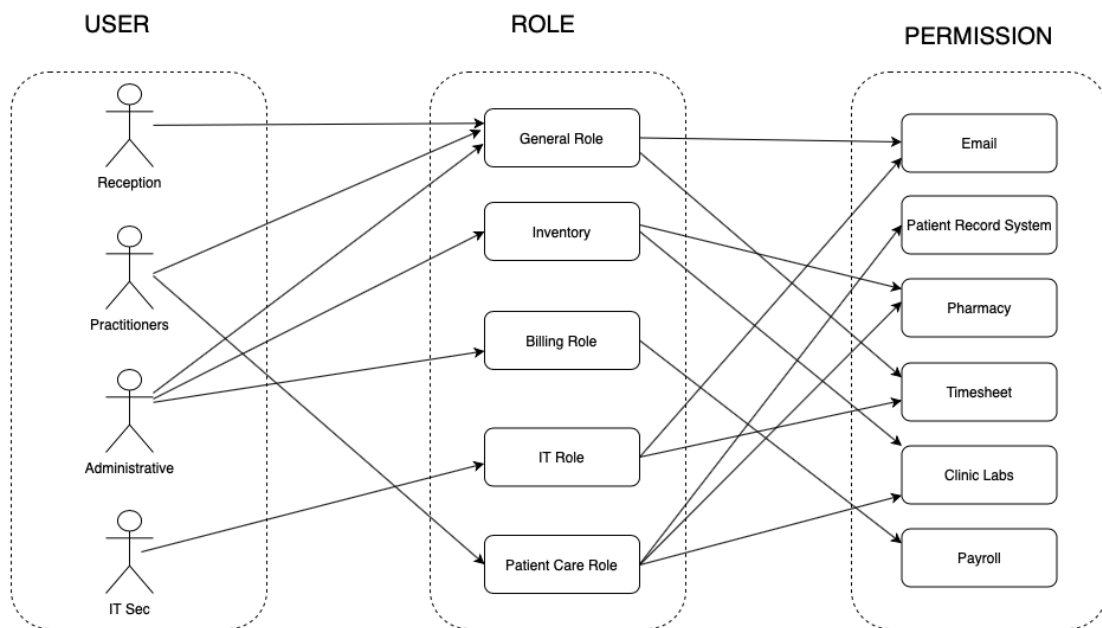 USER
ROLE
PERMISSION
Reception
Practitioners
Administrative
IT Sec
General Role
Inventory
Billing Role
IT Role
Patient Care Role
Email
Patient Record System
Pharmacy
Timesheet
Clinic Labs
Payroll